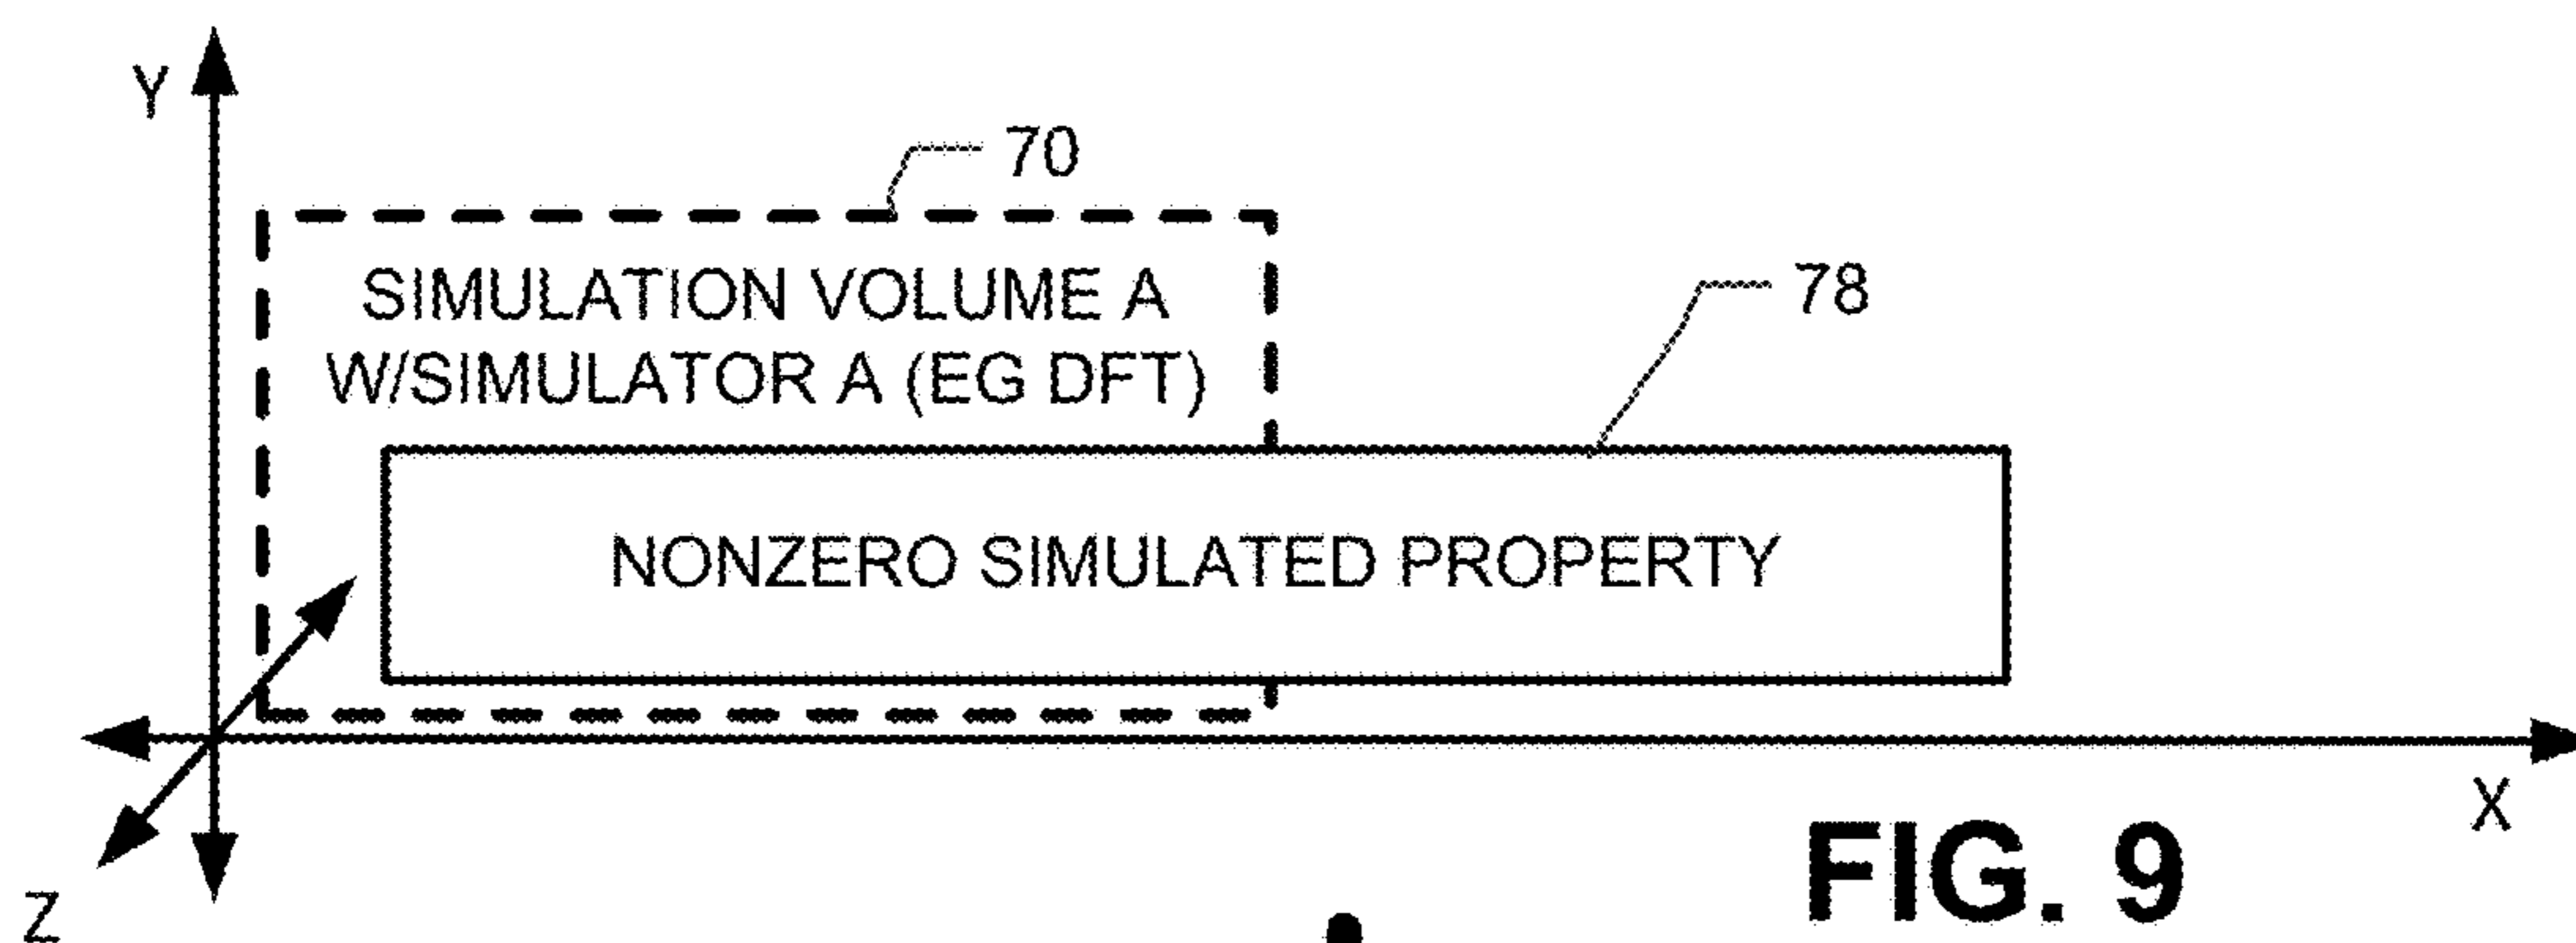 Y
70
SIMULATION VOLUME A
W/SIMULATOR A (EG DFT)
78
NONZERO SIMULATED PROPERTY
X
FIG. 9
Z